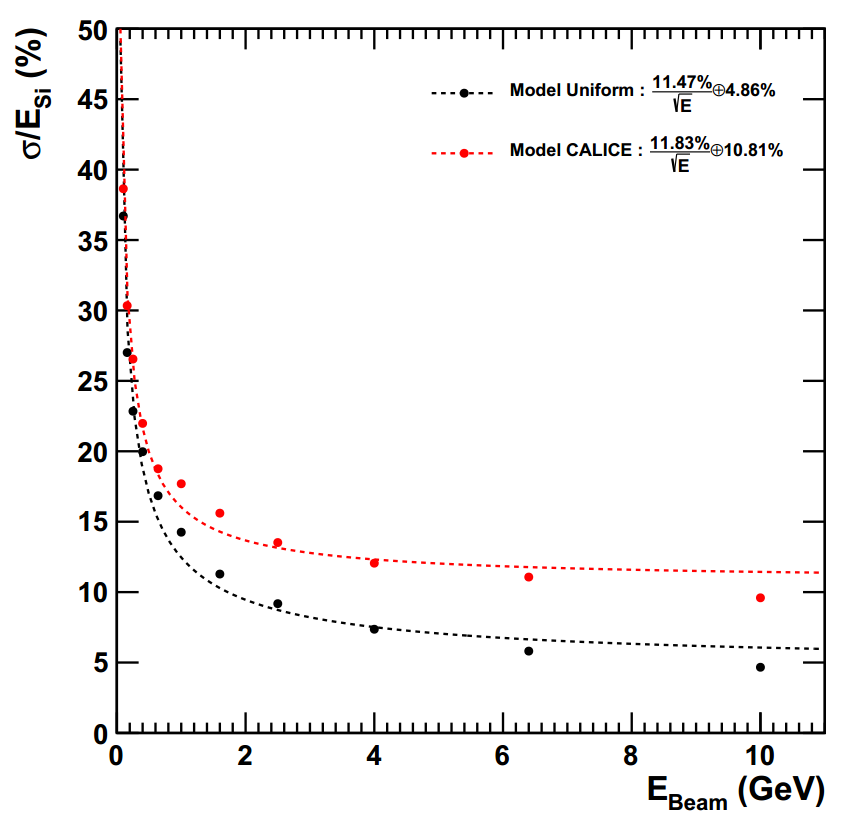 σ/E_Si (%)
50
45
40
35
30
25
20
15
10
5
0
Model Uniform : 11.47%/√E ⊕4.86%
Model CALICE : 11.83%/√E ⊕10.81%
0 2 4 6 8 10
E_Beam (GeV)